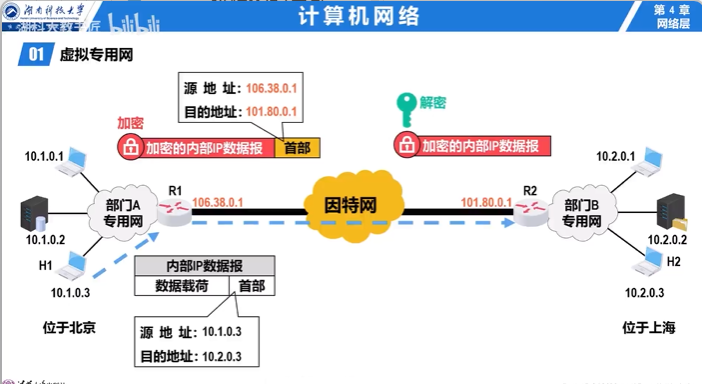 湖南科技大学
计算机网络
第 4 章
网络层
湖科大教书匠 bilibili
01 虚拟专用网
源 地 址: 106.38.0.1
目的地址: 101.80.0.1
加密
解密
加密的内部IP数据报 首部
加密的内部IP数据报
10.1.0.1
10.2.0.1
R1
106.38.0.1
因特网
101.80.0.1
R2
部门A
专用网
部门B
专用网
10.1.0.2
10.2.0.2
H1
H2
内部IP数据报
数据载荷 首部
10.1.0.3
10.2.0.3
源 地 址: 10.1.0.3
目的地址: 10.2.0.3
位于北京
位于上海